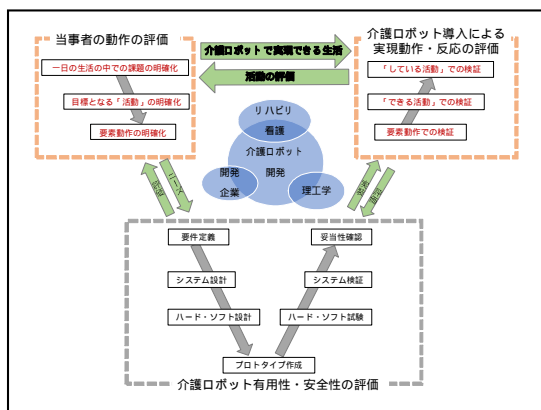 当事者の動作の評価
一日の生活の中での課題の明確化
目標となる「活動」の明確化
要素動作の明確化
介護ロボットで実現できる生活
活動の評価
介護ロボット導入による
実現動作・反応の評価
「している活動」での検証
「できる活動」での検証
要素動作での検証
リハビリ
看護
介護ロボット
開発
開発
企業
理工学
ニーズ
要件定義
システム設計
ハード・ソフト設計
プロトタイプ作成
妥当性確認
システム検証
ハード・ソフト試験
介護ロボット有用性・安全性の評価